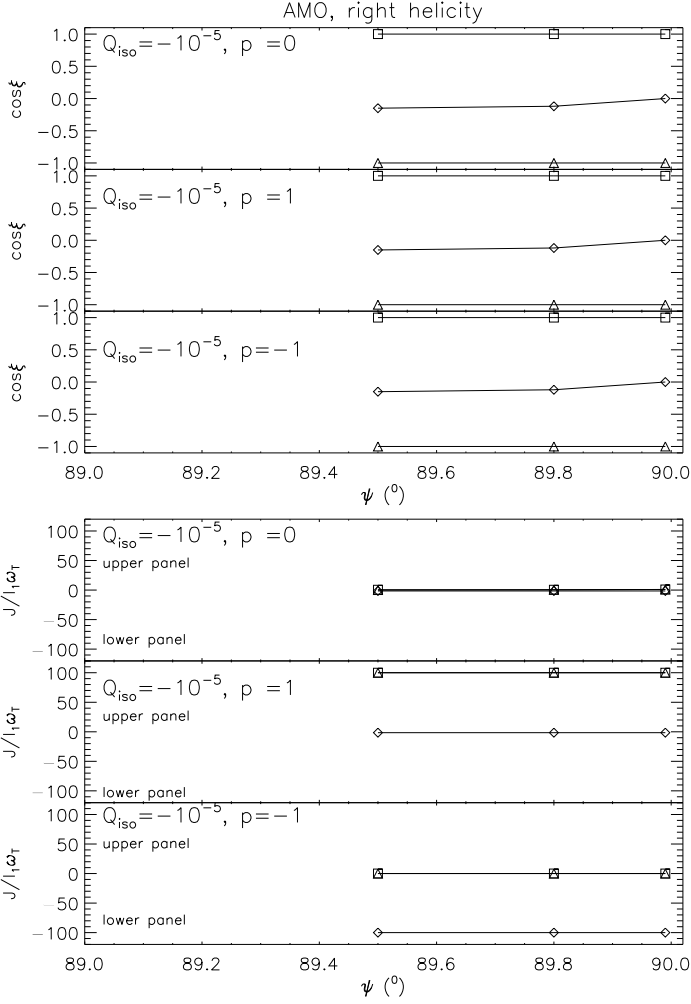 AMO, right helicity
1.0
Q_iso=−10^−5, p =0
0.5
cosξ
0.0
−0.5
−1.0
1.0
Q_iso=−10^−5, p =1
0.5
cosξ
0.0
−0.5
−1.0
1.0
0.5
Q_iso=−10^−5, p=−1
cosξ
0.0
−0.5
−1.0
89.0 89.2 89.4 89.6 89.8 90.0
ψ (⁰)
100
Q_iso=−10^−5, p =0
50
upper panel
J/I₁ω_T
0
−50
lower panel
−100
100
Q_iso=−10^−5, p =1
50
upper panel
J/I₁ω_T
0
−50
−100
lower panel
100
Q_iso=−10^−5, p=−1
50
upper panel
J/I₁ω_T
0
−50
lower panel
−100
89.0 89.2 89.4 89.6 89.8 90.0
ψ (⁰)